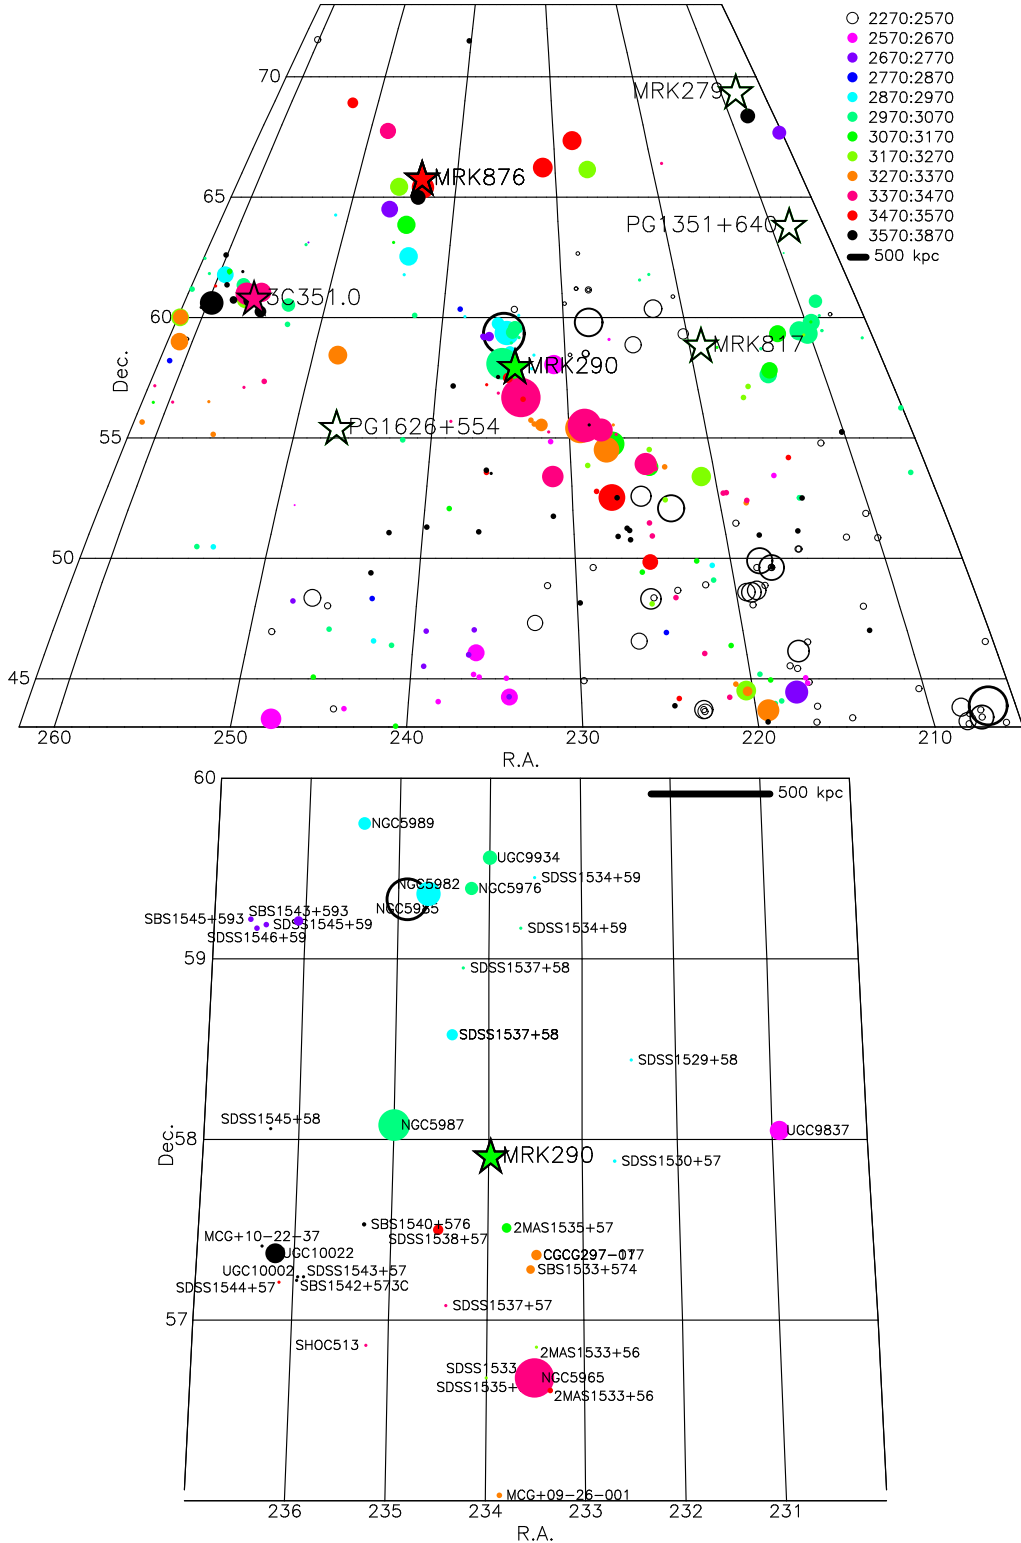 2270:2570
2570:2670
2670:2770
2770:2870
2870:2970
2970:3070
3070:3170
3170:3270
3270:3370
3370:3470
3470:3570
3570:3870
500 kpc
70
MRK279
MRK876
65
PG1351+640
3C351.0
60
MRK817
MRK290
Dec.
PG1626+554
55
50
45
260
250
240
230
220
210
R.A.
60
500 kpc
NGC5989
UGC9934
SDSS1534+59
NGC5982
NGC5976
NGC5985
SBS1543+593
SBS1545+593
SDSS1545+59
SDSS1534+59
SDSS1546+59
59
SDSS1537+58
SDSS1537+58
SDSS1529+58
SDSS1545+58
NGC5987
UGC9837
58
Dec.
MRK290
SDSS1530+57
SBS1540+576
2MAS1535+57
MCG+10-22-37
SDSS1538+57
UGC10022
CGCG297-017
UGC10002
SDSS1543+57
SBS1533+574
SDSS1544+57
SBS1542+573C
SDSS1537+57
57
SHOC513
2MAS1533+56
SDSS1533
NGC5965
SDSS1535+
2MAS1533+56
MCG+09-26-001
236
235
234
233
232
231
R.A.